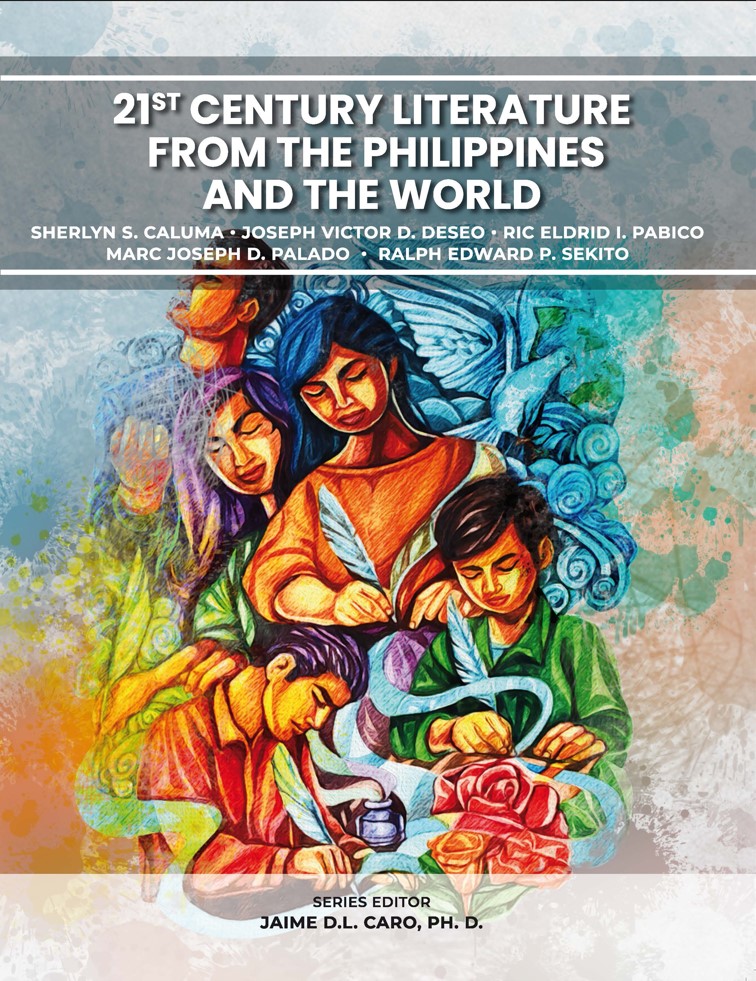 21ST CENTURY LITERATURE
FROM THE PHILIPPINES
AND THE WORLD
SHERLYN S. CALUMA • JOSEPH VICTOR D. DESEO • RIC ELDRID I. PABICO
MARC JOSEPH D. PALADO • RALPH EDWARD P. SEKITO
SERIES EDITOR
JAIME D.L. CARO, PH. D.